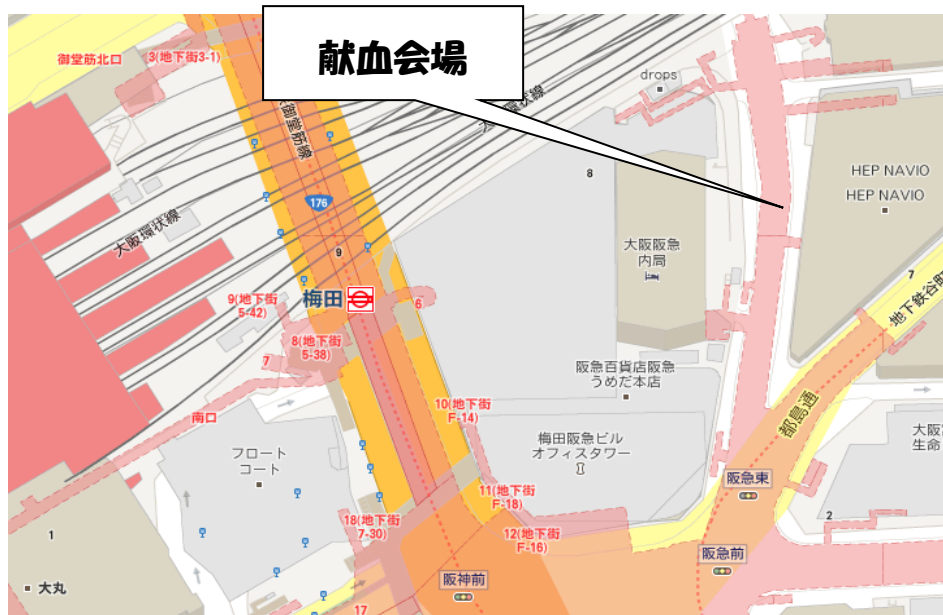 献血会場
御堂筋北口
3(地下街3-1)
御堂筋線
drops
大阪環状線
176
8
HEP NAVIO
HEP NAVIO
大阪環状線
9
大阪阪急
内局
7
地下鉄谷町
梅田
6
9(地下街
5-42)
8(地下街
5-38)
7
阪急百貨店阪急
うめだ本店
南口
10(地下街
F-14)
都島通
フロート
コート
梅田阪急ビル
オフィスタワー
生命
阪急東
11(地下街
F-18)
18(地下街
7-30)
12(地下街
F-16)
2
1
阪急前
大丸
阪神前
17